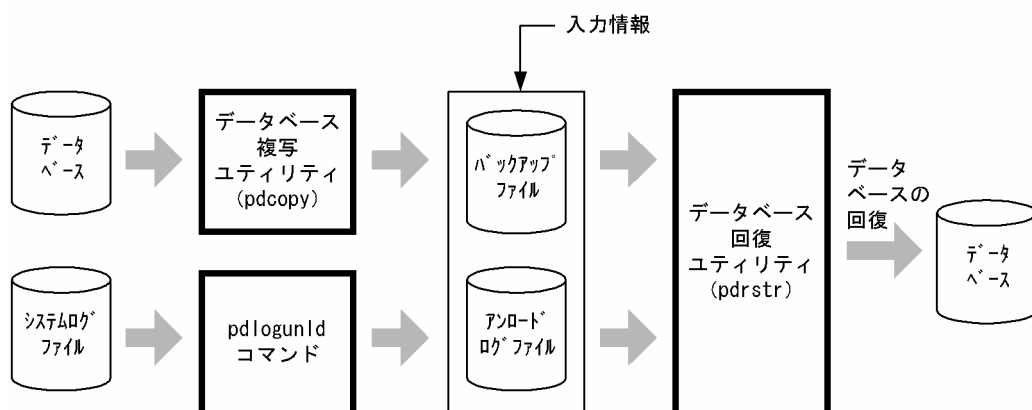 入力情報
ﾃﾞｰﾀ
ﾍﾞｰｽ
データベース
複写
ユティリティ
(pdcopy)
ﾊﾞｯｸｱｯﾌﾟ
ﾌｧｲﾙ
データベース
回復
ユティリティ
(pdrstr)
データ
ベースの
回復
ﾃﾞｰﾀ
ﾍﾞｰｽ
ｼｽﾃﾑﾛｸﾞ
ﾌｧｲﾙ
pdlogunld
コマンド
ｱﾝﾛｰﾄﾞ
ﾛｸﾞﾌｧｲﾙ